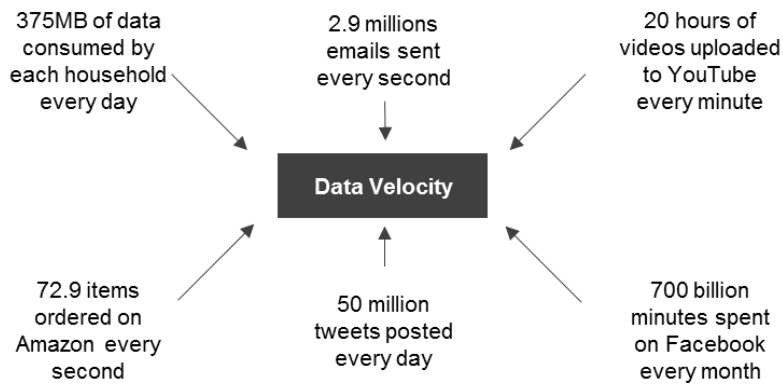 375MB of data
consumed by
each household
every day
2.9 millions
emails sent
every second
20 hours of
videos uploaded
to YouTube
every minute
Data Velocity
72.9 items
ordered on
Amazon every
second
50 million
tweets posted
every day
700 billion
minutes spent
on Facebook
every month